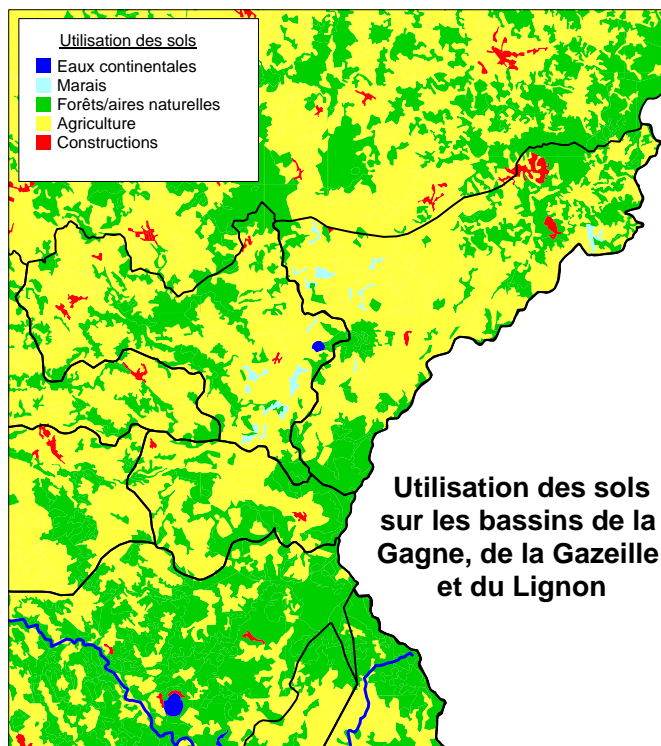 Utilisation des sols
Eaux continentales
Marais
Forêts/aires naturelles
Agriculture
Constructions
Utilisation des sols
sur les bassins de la
Gagne, de la Gazeille
et du Lignon